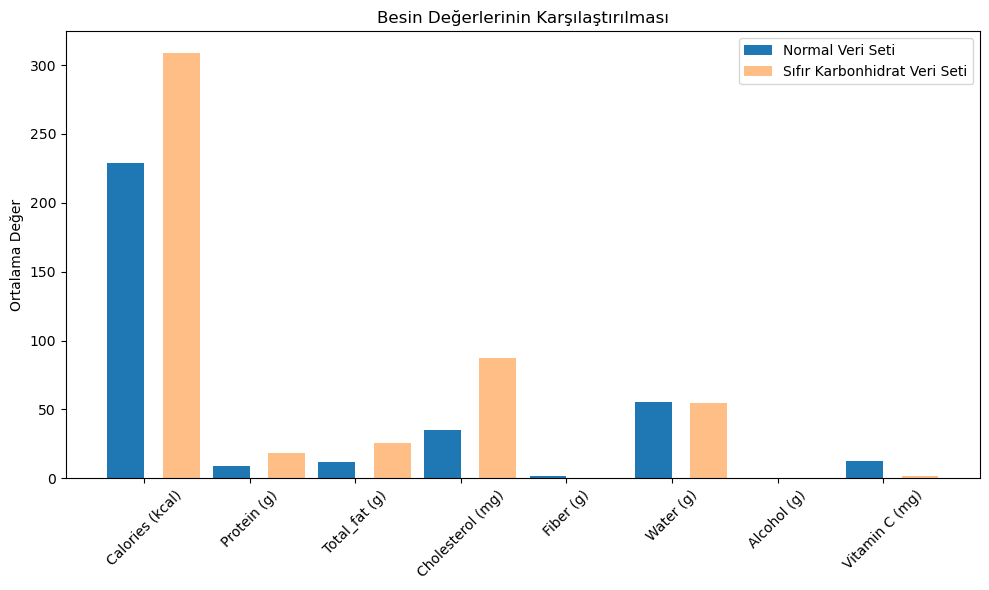 Besin Değerlerinin Karşılaştırılması
Normal Veri Seti
Sıfır Karbonhidrat Veri Seti
Ortalama Değer
300
250
200
150
100
50
0
Calories (kcal)
Protein (g)
Total_fat (g)
Cholesterol (mg)
Fiber (g)
Water (g)
Alcohol (g)
Vitamin C (mg)